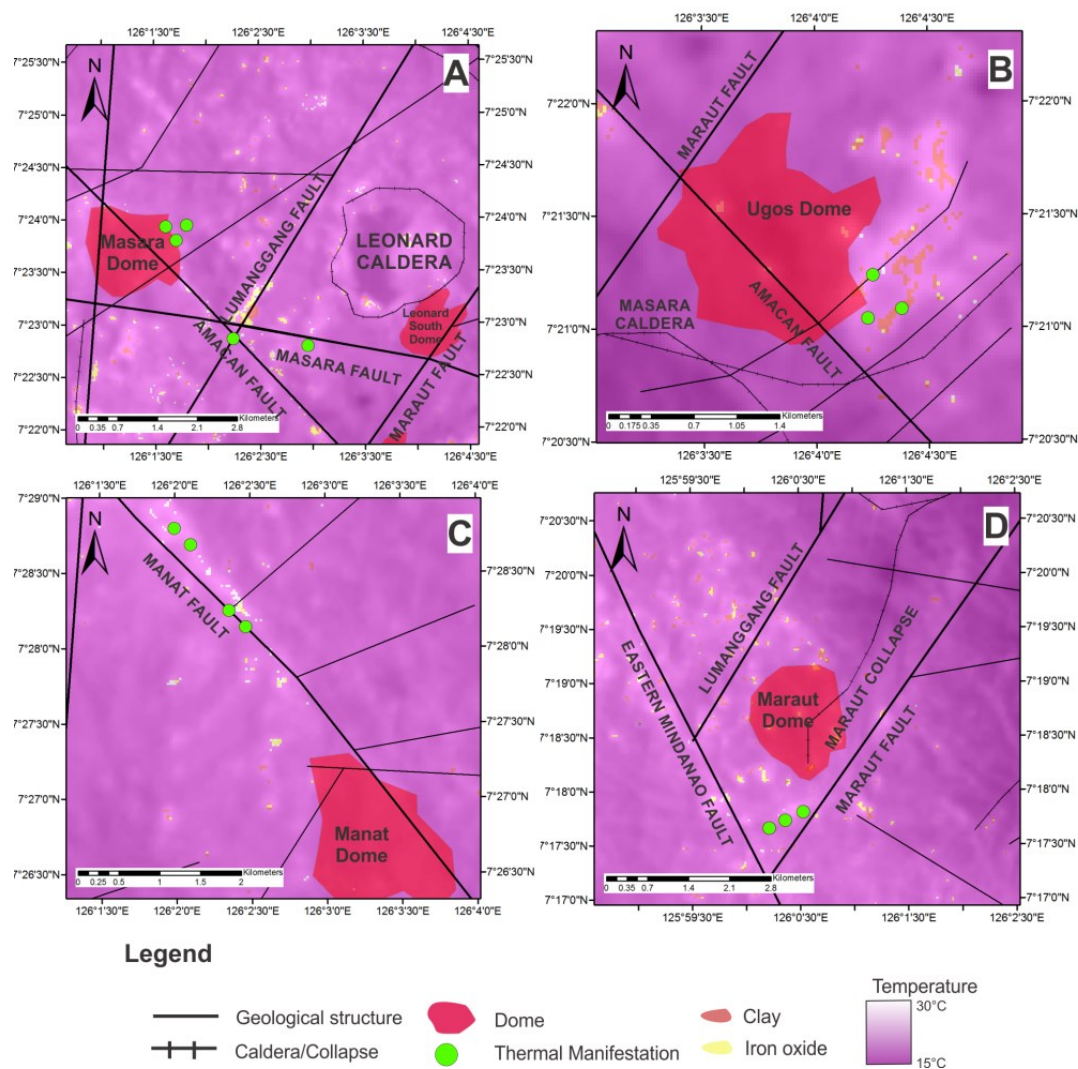 126°1'30"E 126°2'30"E 126°3'30"E 126°4'30"E
7°25'30"N
7°25'0"N
7°24'30"N
7°24'0"N
7°23'30"N
7°23'0"N
7°22'30"N
7°22'0"N
N
A
Masara
Dome
LUMANGGANG FAULT
LEONARD
CALDERA
Leonard
South
Dome
AMACAN FAULT
MASARA FAULT
MARAUT FAULT
Kilometers
0 0.35 0.7 1.4 2.1 2.8
7°25'30"N
7°25'0"N
7°24'30"N
7°24'0"N
7°23'30"N
7°23'0"N
7°22'30"N
7°22'0"N
126°1'30"E 126°2'30"E 126°3'30"E 126°4'30"E
126°3'30"E 126°4'0"E 126°4'30"E
7°22'0"N
7°21'30"N
7°21'0"N
7°20'30"N
N
B
MARAUT FAULT
Ugos Dome
MASARA
CALDERA
AMACAN FAULT
Kilometers
0 0.175 0.35 0.7 1.05 1.4
7°22'0"N
7°21'30"N
7°21'0"N
7°20'30"N
126°3'30"E 126°4'0"E 126°4'30"E
126°1'30"E 126°2'0"E 126°2'30"E 126°3'0"E 126°3'30"E 126°4'0"E
7°29'0"N
7°28'30"N
7°28'0"N
7°27'30"N
7°27'0"N
7°26'30"N
N
C
MANAT FAULT
Manat
Dome
Kilometers
0 0.25 0.5 1 1.5 2
7°28'30"N
7°28'0"N
7°27'30"N
7°27'0"N
7°26'30"N
126°1'30"E 126°2'0"E 126°2'30"E 126°3'0"E 126°3'30"E 126°4'0"E
125°59'30"E 126°0'30"E 126°1'30"E 126°2'30"E
7°20'30"N
7°20'0"N
7°19'30"N
7°19'0"N
7°18'30"N
7°18'0"N
7°17'30"N
7°17'0"N
N
D
EASTERN MINDANAO FAULT
LUMANGGANG FAULT
Maraut
Dome
MARAUT COLLAPSE
MARAUT FAULT
Kilometers
0 0.35 0.7 1.4 2.1 2.8
7°20'30"N
7°20'0"N
7°19'30"N
7°19'0"N
7°18'30"N
7°18'0"N
7°17'30"N
7°17'0"N
125°59'30"E 126°0'30"E 126°1'30"E 126°2'30"E
Legend
Geological structure
Caldera/Collapse
Dome
Thermal Manifestation
Clay
Iron oxide
Temperature
30°C
15°C